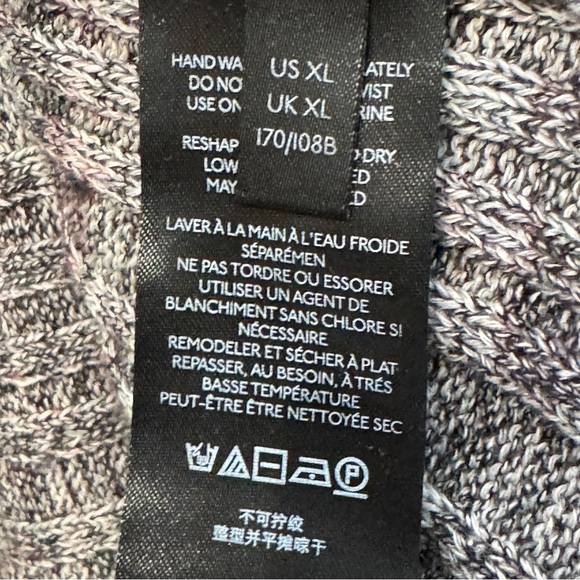 HAND WA
DO NO
USE ON
RESHAP
LOW
MAY
US XL
UK XL
170/108B
ATELY
VIST
RINE
DRY
ED
D
LAVER À LA MAIN À L'EAU FROIDE
SÉPARÉMEN
NE PAS TORDRE OU ESSORER
UTILISER UN AGENT DE
BLANCHIMENT SANS CHLORE SI
NÉCESSAIRE
REMODELER ET SÉCHER À PLAT
REPASSER, AU BESOIN, À TRÉS
BASSE TEMPÉRATURE
PEUT-ÊTRE ÊTRE NETTOYÉE SEC
P
不可拧绞
整型并平摊晾干